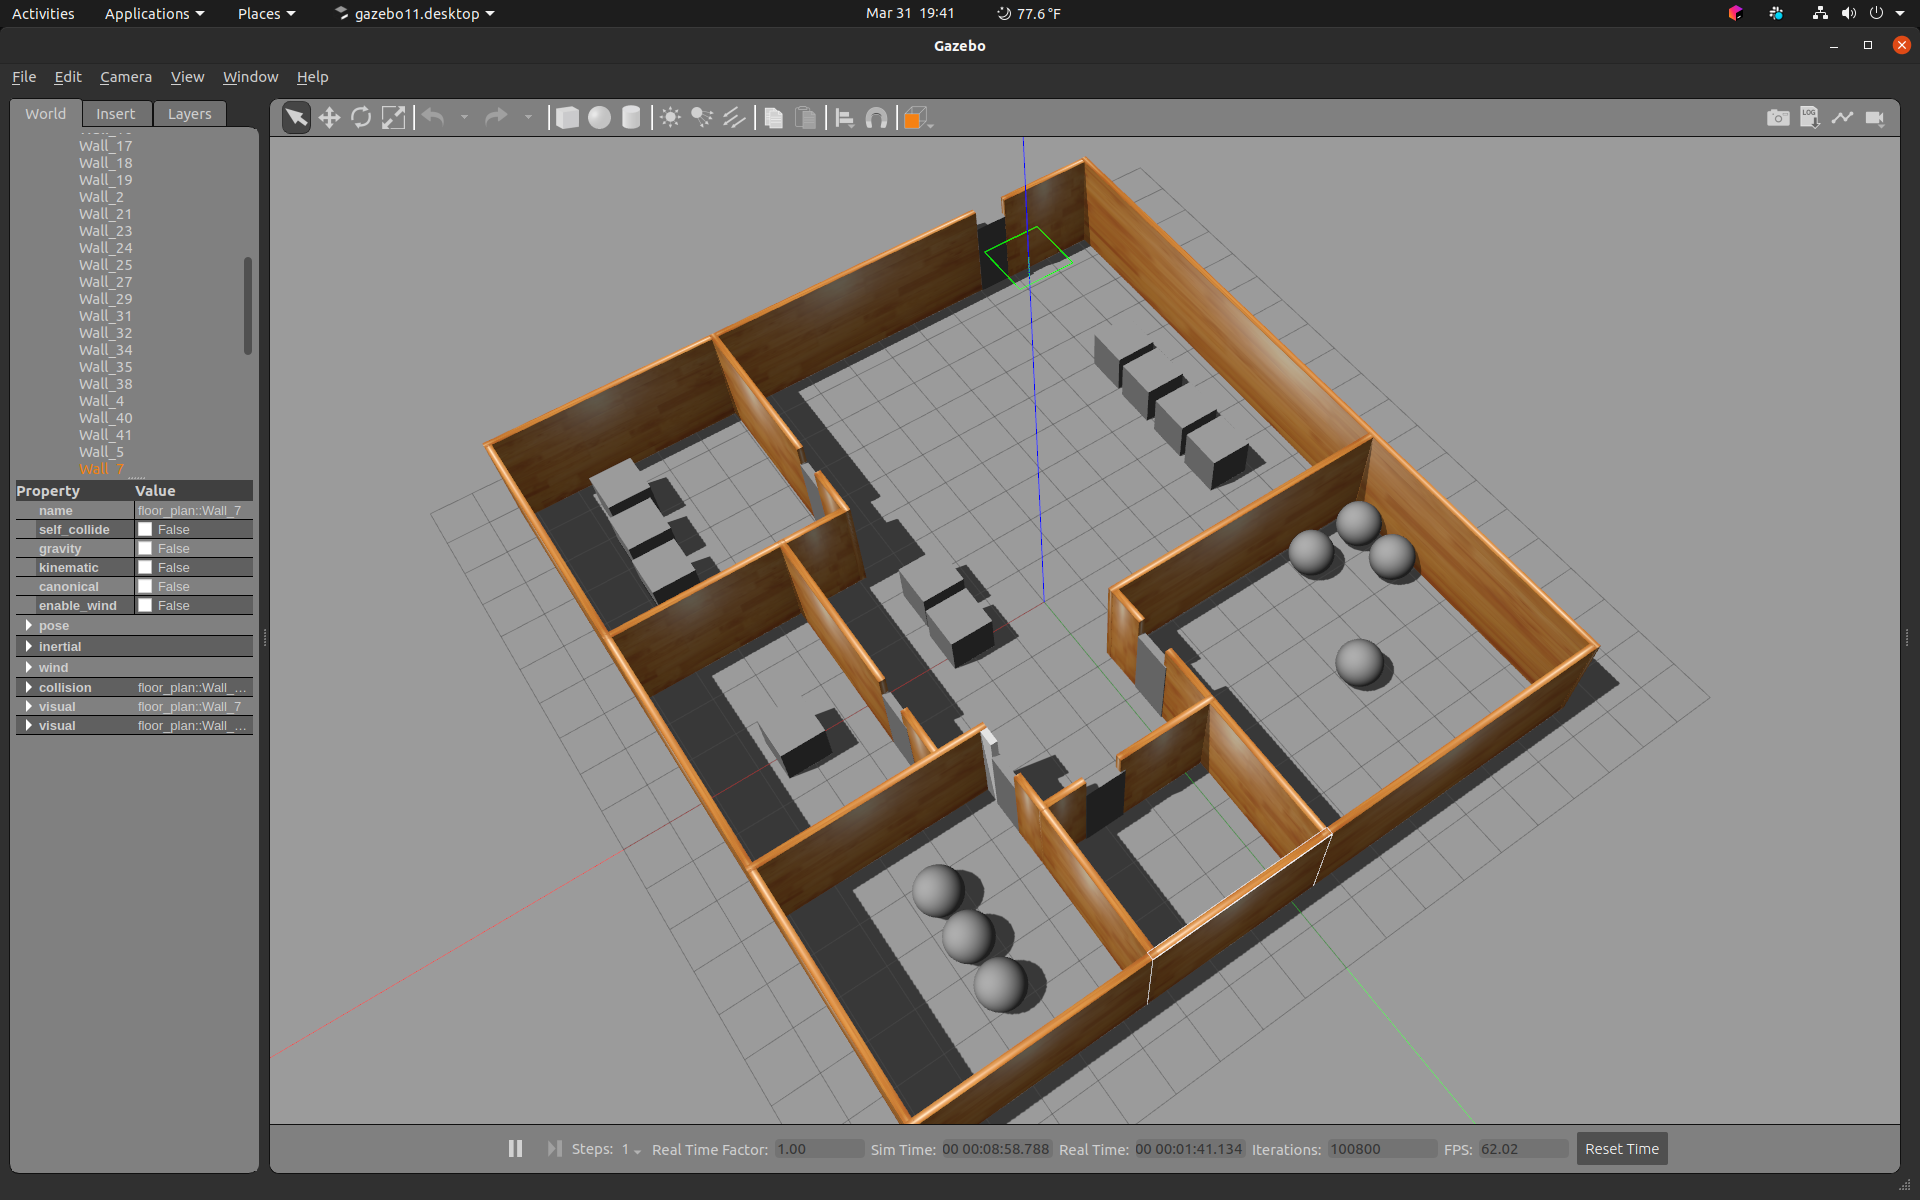 Activities Applications Places gazebo11.desktop Mar 31 19:41 77.6 °F
Gazebo
File Edit Camera View Window Help
World Insert Layers
Wall_17
Wall_18
Wall_19
Wall_2
Wall_21
Wall_23
Wall_24
Wall_25
Wall_27
Wall_29
Wall_31
Wall_32
Wall_34
Wall_35
Wall_38
Wall_4
Wall_40
Wall_41
Wall_5
Wall_7
Property Value
name floor_plan::Wall_7
self_collide False
gravity False
kinematic False
canonical False
enable_wind False
pose
inertial
wind
collision floor_plan::Wall_...
visual floor_plan::Wall_7
visual floor_plan::Wall_...
LOG
Steps: 1 Real Time Factor: 1.00 Sim Time: 00 00:08:58.788 Real Time: 00 00:01:41.134 Iterations: 100800 FPS: 62.02 Reset Time